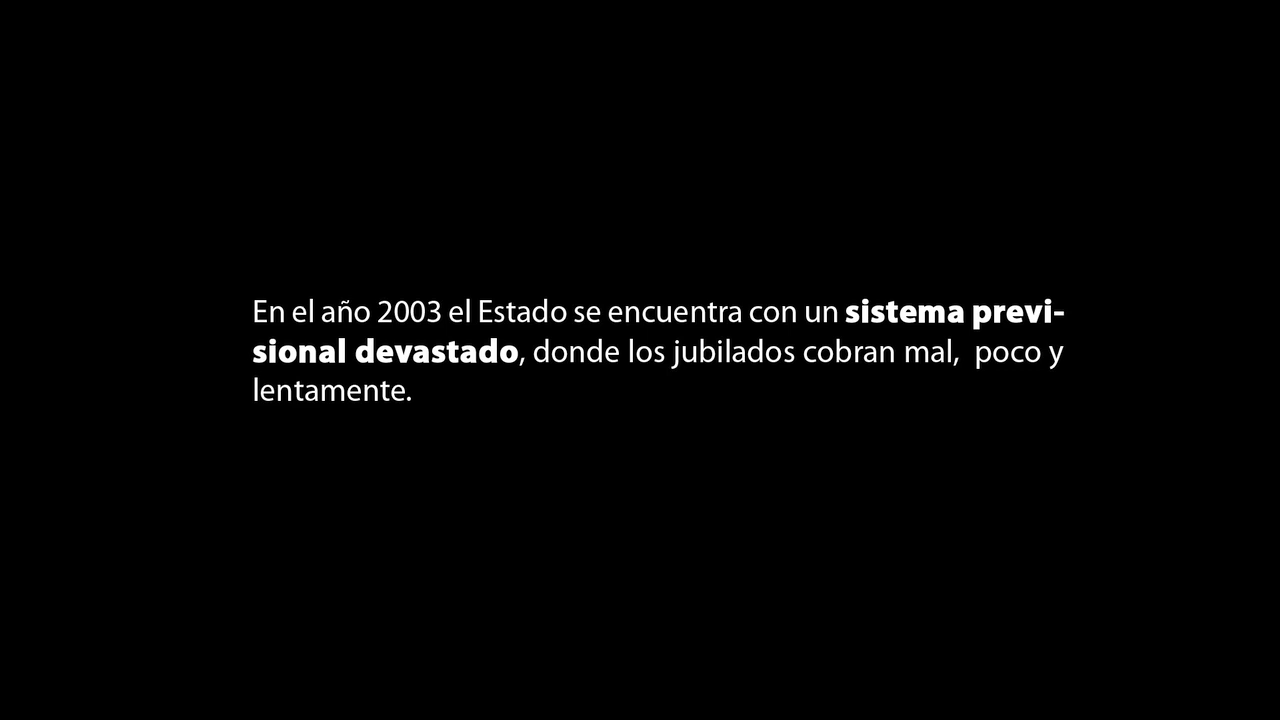 En el año 2003 el Estado se encuentra con un sistema previ-
sional devastado, donde los jubilados cobran mal,  poco y
lentamente.